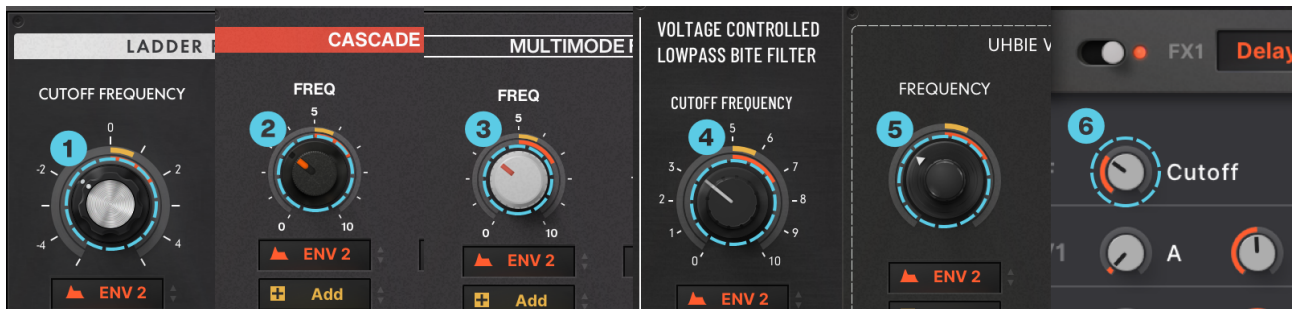 LADDER F
CUTOFF FREQUENCY
1
0
-2
2
-4
4
ENV 2
CASCADE
FREQ
2
5
0
10
ENV 2
Add
MULTIMODE F
FREQ
3
5
0
10
ENV 2
Add
VOLTAGE CONTROLLED
LOWPASS BITE FILTER
CUTOFF FREQUENCY
4
5
6
3
7
2
8
1
9
0
10
ENV 2
UHBIE V
FREQUENCY
5
ENV 2
FX1
Delay
6
Cutoff
A